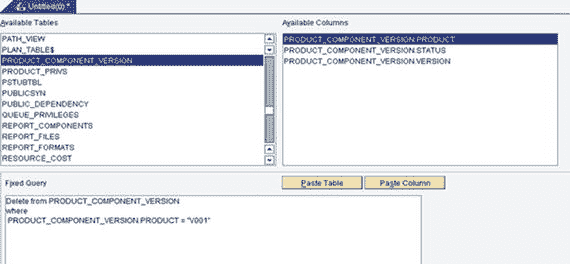 Untitled(0) *
Available Tables
Available Columns
PATH_VIEW
PLAN_TABLE$
PRODUCT_COMPONENT_VERSION
PRODUCT_PRIVS
PSTUBTBL
PUBLICSYN
PUBLIC_DEPENDENCY
QUEUE_PRIVILEGES
REPORT_COMPONENTS
REPORT_FILES
REPORT_FORMATS
RESOURCE_COST
PRODUCT_COMPONENT_VERSION.PRODUCT
PRODUCT_COMPONENT_VERSION.STATUS
PRODUCT_COMPONENT_VERSION.VERSION
Fixed Query
Paste Table
Paste Column
Delete from PRODUCT_COMPONENT_VERSION
where
PRODUCT_COMPONENT_VERSION.PRODUCT = "V001"